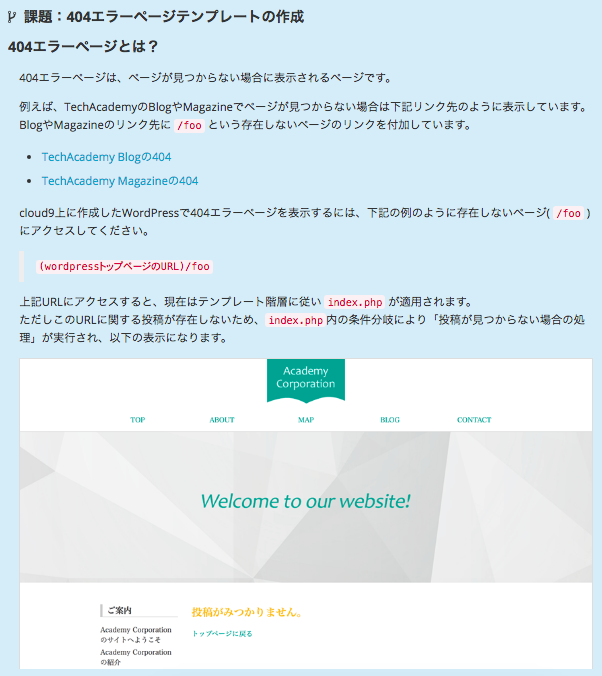 課題：404エラーページテンプレートの作成
404エラーページとは？
404エラーページは、ページが見つからない場合に表示されるページです。
例えば、TechAcademyのBlogやMagazineでページが見つからない場合は下記リンク先のように表示しています。
BlogやMagazineのリンク先に /foo という存在しないページのリンクを付加しています。
• TechAcademy Blogの404
• TechAcademy Magazineの404
cloud9上に作成したWordPressで404エラーページを表示するには、下記の例のように存在しないページ( /foo )
にアクセスしてください。
(wordpressトップページのURL)/foo
上記URLにアクセスすると、現在はテンプレート階層に従い index.php が適用されます。
ただしこのURLに関する投稿が存在しないため、index.php内の条件分岐により「投稿が見つからない場合の処
理」が実行され、以下の表示になります。
Academy
Corporation
TOP ABOUT MAP BLOG CONTACT
Welcome to our website!
ご案内
Academy Corporation
のサイトへようこそ
Academy Corporation
の紹介
投稿がみつかりません。
トップページに戻る